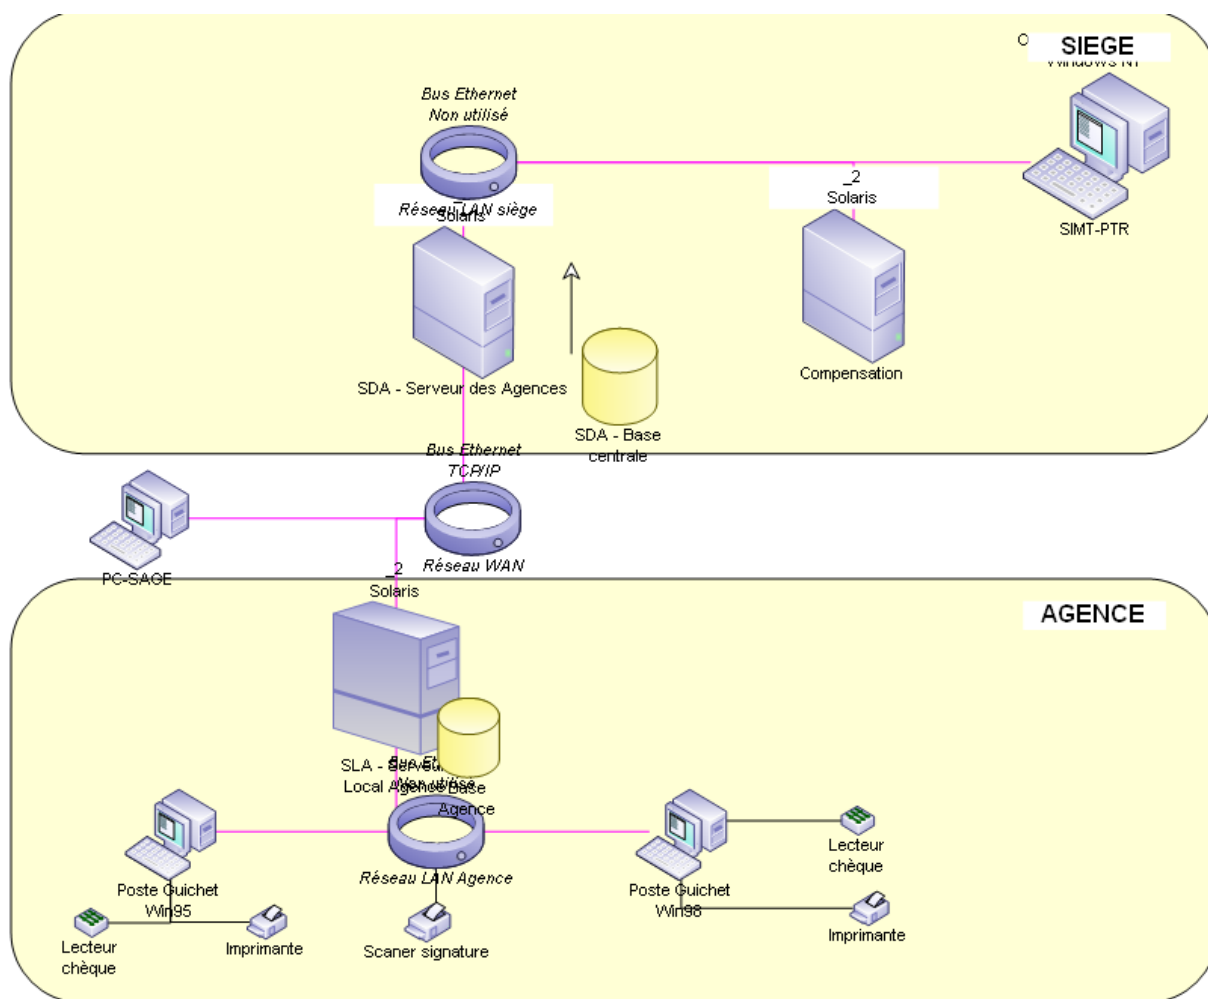 SIEGE
Windows NT
Bus Ethernet
Non utilisé
_2
Solaris
Réseau LAN siège
Solaris
SIMT-PTR
SDA - Serveur des Agences
Compensation
SDA - Base
centrale
Bus Ethernet
TCP/IP
Réseau WAN
PC-SAGE
_2
Solaris
AGENCE
SLA - Serveur
Local Agence
Non utilisé
Base
Agence
Réseau LAN Agence
Poste Guichet
Win95
Poste Guichet
Win98
Lecteur
chèque
Imprimante
Lecteur
chèque
Imprimante
Scaner signature